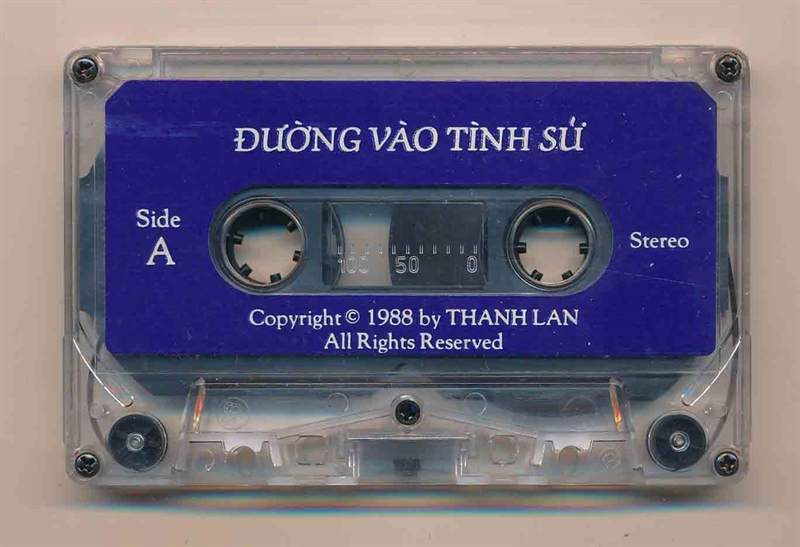 ĐƯỜNG VÀO TÌNH SỬ
Side
A
Stereo
100 50 0
Copyright © 1988 by THANH LAN
All Rights Reserved